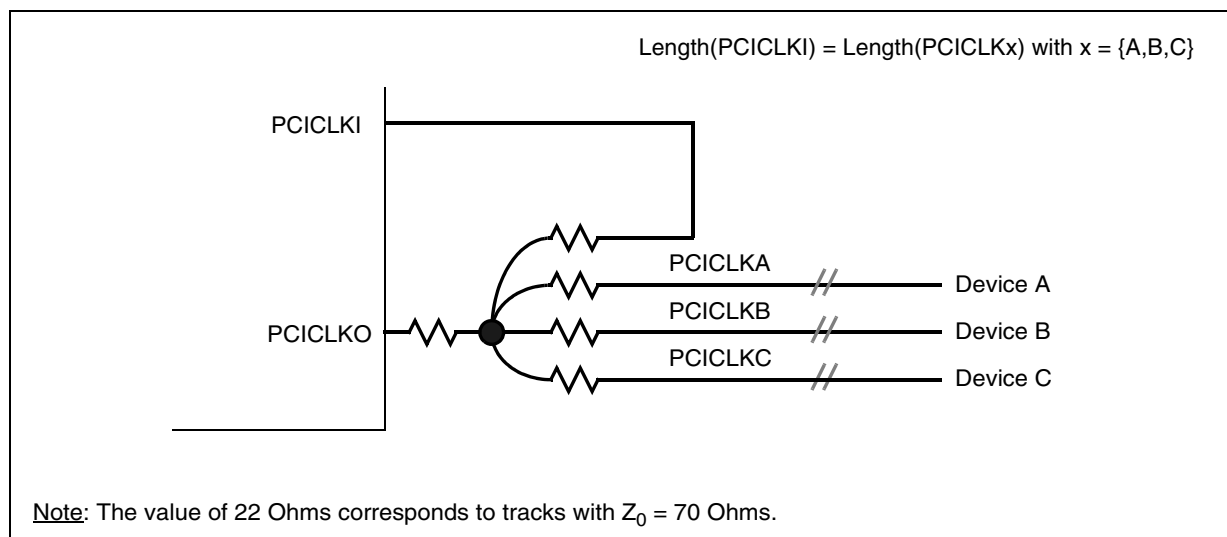 Length(PCICLKI) = Length(PCICLKx) with x = {A,B,C}
PCICLKI
PCICLKA
Device A
PCICLKB
PCICLKO
Device B
PCICLKC
Device C
Note: The value of 22 Ohms corresponds to tracks with Z0 = 70 Ohms.